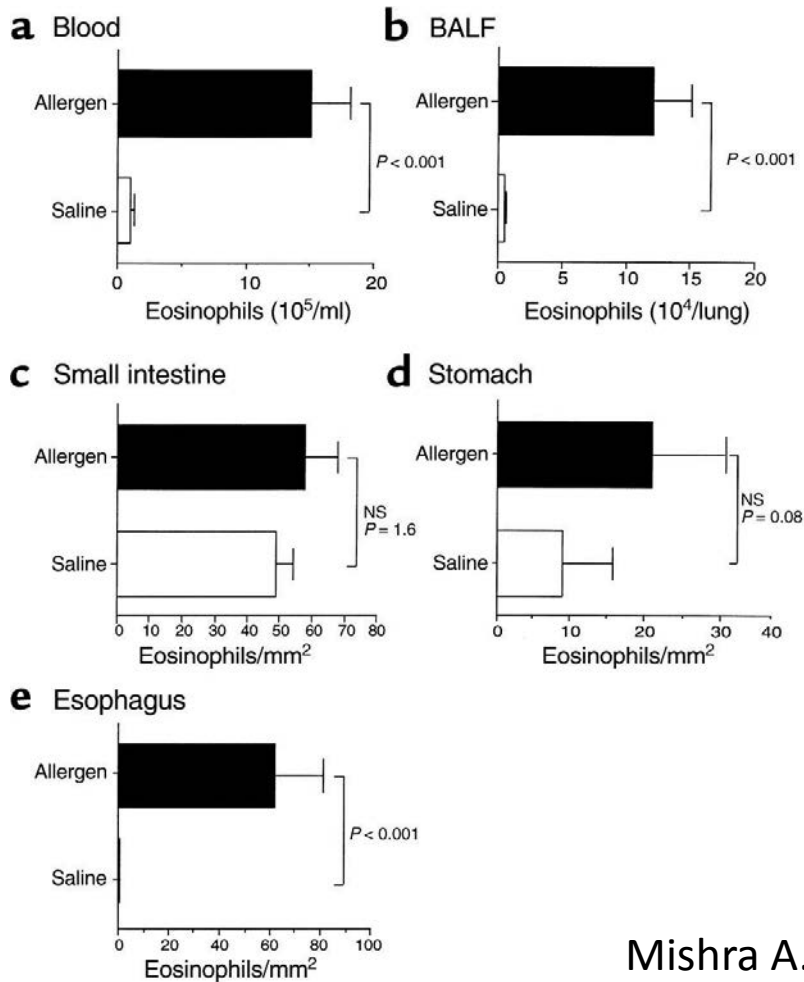 a Blood
Allergen
Saline
P < 0.001
0 10 20
Eosinophils (10⁵/ml)
b BALF
Allergen
Saline
P < 0.001
0 5 10 15 20
Eosinophils (10⁴/lung)
c Small intestine
Allergen
Saline
NS
P = 1.6
0 10 20 30 40 50 60 70 80
Eosinophils/mm²
d Stomach
Allergen
Saline
NS
P = 0.08
0 10 20 30 40
Eosinophils/mm²
e Esophagus
Allergen
Saline
P < 0.001
0 20 40 60 80 100
Eosinophils/mm²
Mishra A.